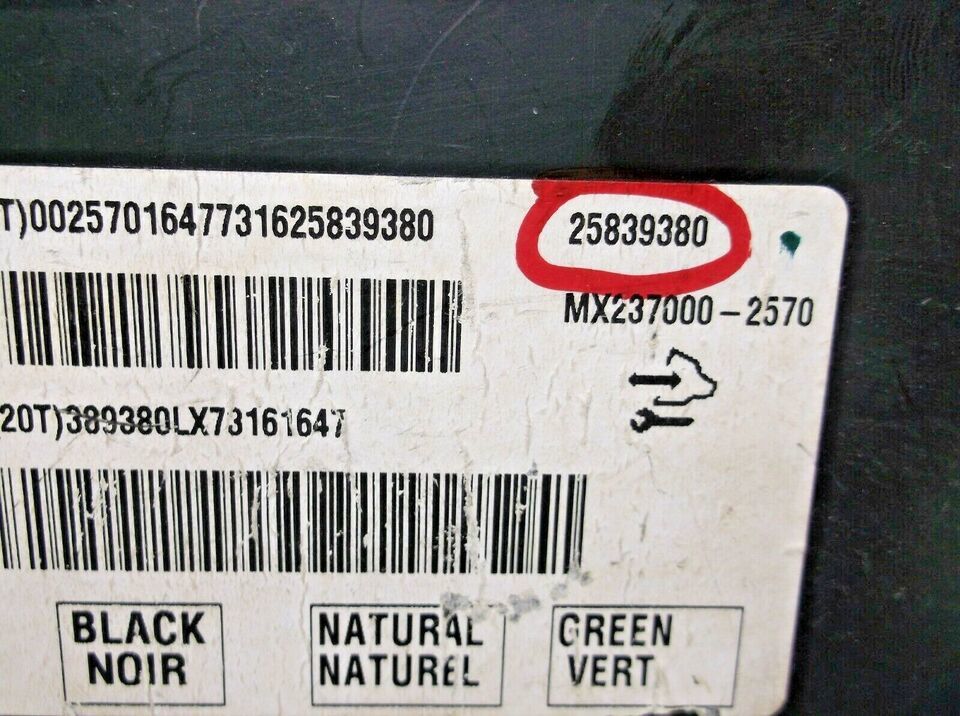 T)0025701647731625839380
25839380
MX237000-2570
20T)389380LX73161647
BLACK
NOIR
NATURAL
NATUREL
GREEN
VERT